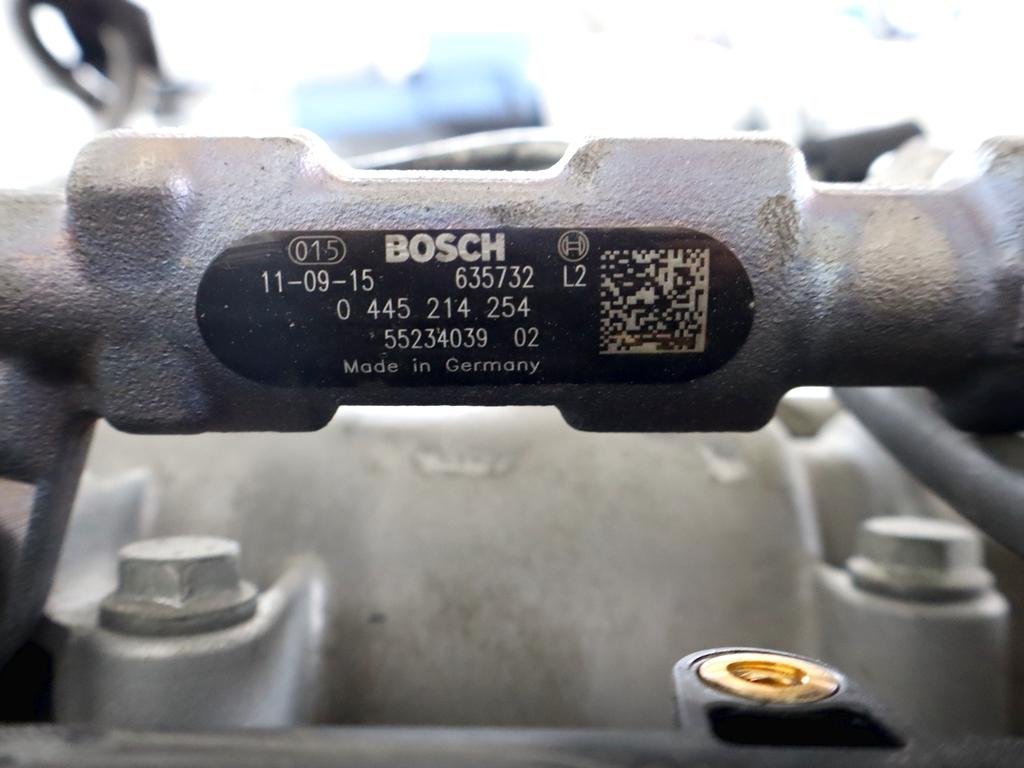 015 BOSCH
11-09-15 635732 L2
0 445 214 254
55234039 02
Made in Germany